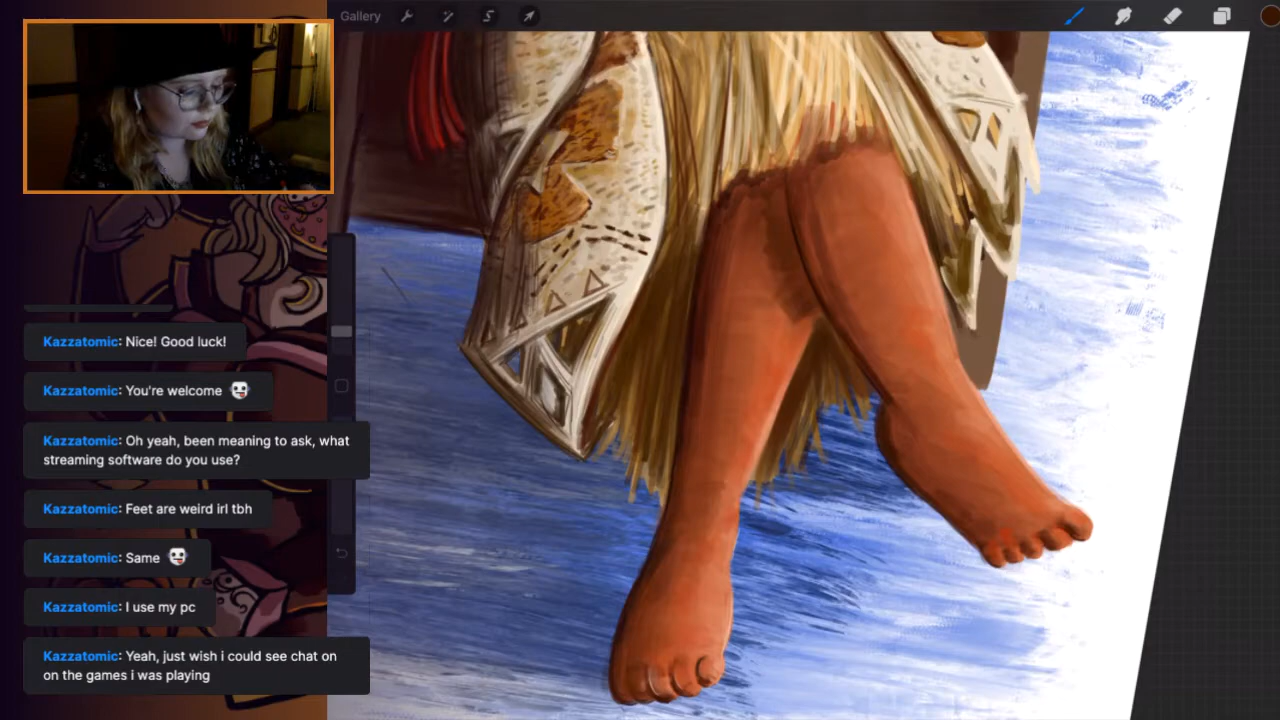 Gallery
Kazzatomic: Nice! Good luck!
Kazzatomic: You're welcome
Kazzatomic: Oh yeah, been meaning to ask, what
streaming software do you use?
Kazzatomic: Feet are weird irl tbh
Kazzatomic: Same
Kazzatomic: I use my pc
Kazzatomic: Yeah, just wish i could see chat on
on the games i was playing